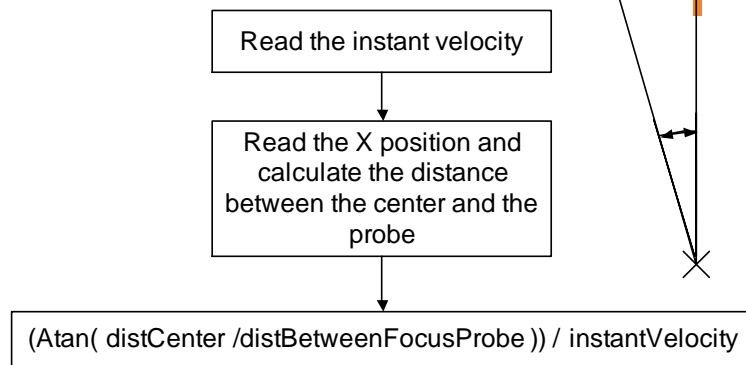 Read the instant velocity
Read the X position and
calculate the distance
between the center and the
probe
(Atan( distCenter /distBetweenFocusProbe )) / instantVelocity